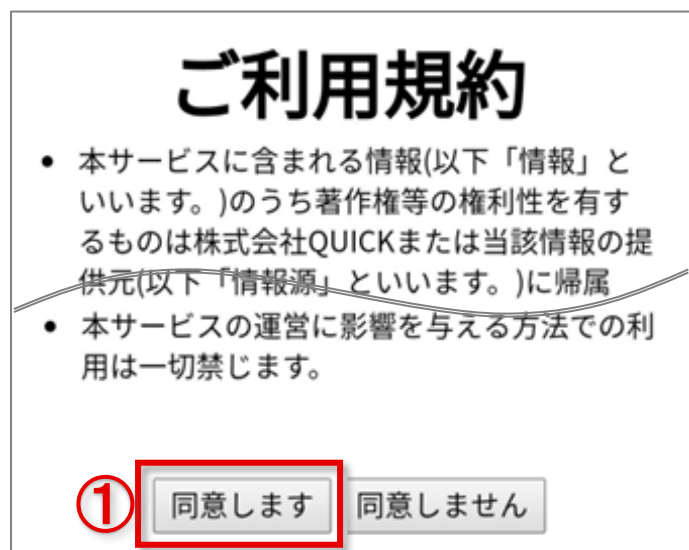 ご利用規約
• 本サービスに含まれる情報(以下「情報」と
いいます。)のうち著作権等の権利性を有す
るものは株式会社QUICKまたは当該情報の提
供元(以下「情報源」といいます。)に帰属
• 本サービスの運営に影響を与える方法での利
用は一切禁じます。
① 同意します 同意しません